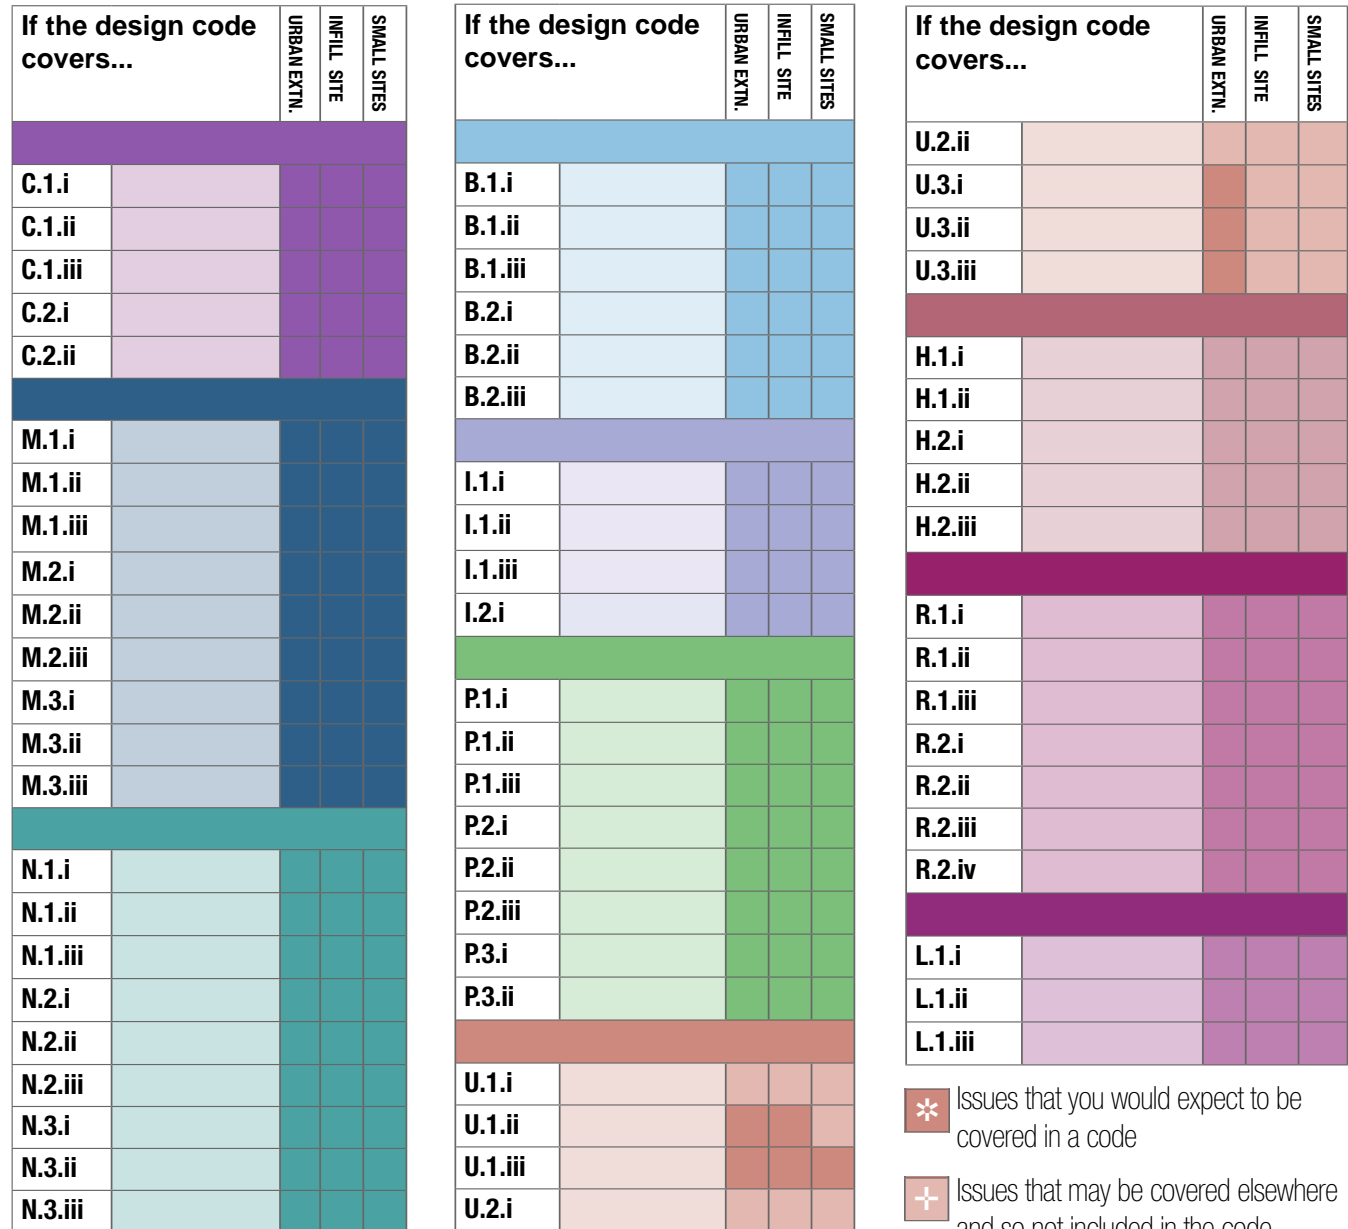 If the design code
covers...
URBAN EXTN.
INFILL SITE
SMALL SITES
C.1.i
C.1.ii
C.1.iii
C.2.i
C.2.ii
M.1.i
M.1.ii
M.1.iii
M.2.i
M.2.ii
M.2.iii
M.3.i
M.3.ii
M.3.iii
N.1.i
N.1.ii
N.1.iii
N.2.i
N.2.ii
N.2.iii
N.3.i
N.3.ii
N.3.iii
If the design code
covers...
URBAN EXTN.
INFILL SITE
SMALL SITES
B.1.i
B.1.ii
B.1.iii
B.2.i
B.2.ii
B.2.iii
I.1.i
I.1.ii
I.1.iii
I.2.i
P.1.i
P.1.ii
P.1.iii
P.2.i
P.2.ii
P.2.iii
P.3.i
P.3.ii
U.1.i
U.1.ii
U.1.iii
U.2.i
If the design code
covers...
URBAN EXTN.
INFILL SITE
SMALL SITES
U.2.ii
U.3.i
U.3.ii
U.3.iii
H.1.i
H.1.ii
H.2.i
H.2.ii
H.2.iii
R.1.i
R.1.ii
R.1.iii
R.2.i
R.2.ii
R.2.iii
R.2.iv
L.1.i
L.1.ii
L.1.iii
Issues that you would expect to be
covered in a code
Issues that may be covered elsewhere
and so not included in the code